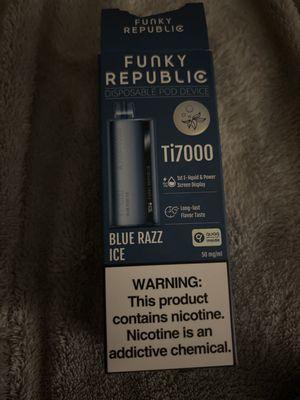 FUNKY
REPUBLIC
FUNKY
REPUBLIC
DISPOSABLE POD DEVICE
Ti7000
1st E-liquid & Power
Screen Display
Long-last
Flavor Taste
BLUE RAZZ
ICE
50 mg/ml
WARNING:
This product
contains nicotine.
Nicotine is an
addictive chemical.